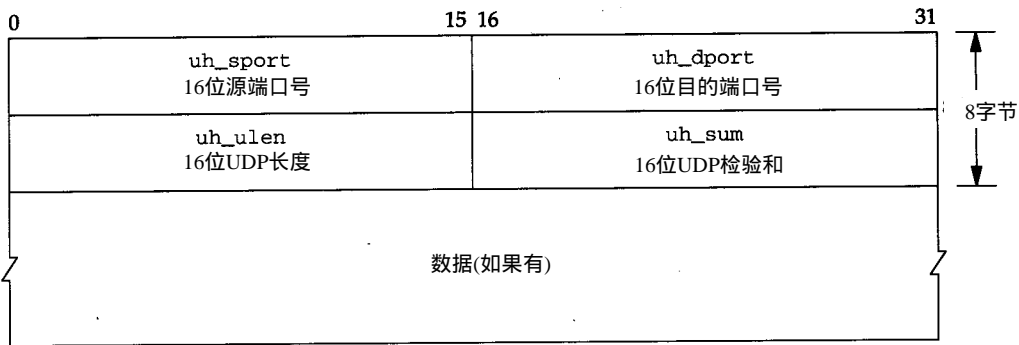 0 15 16 31
uh_sport uh_dport
16位源端口号 16位目的端口号
8字节
uh_ulen uh_sum
16位UDP长度 16位UDP检验和
数据(如果有)